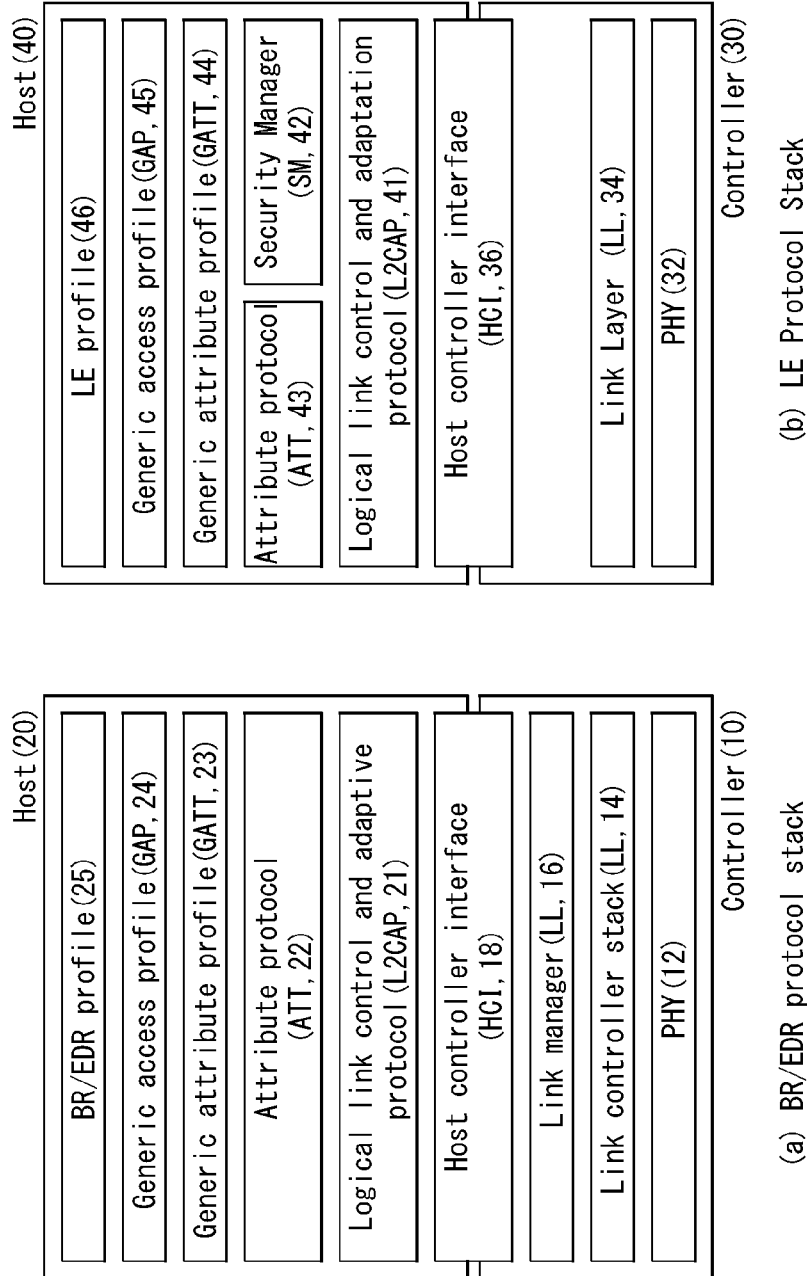 Host(20)
BR/EDR profile(25)
Generic access profile(GAP, 24)
Generic attribute profile(GATT, 23)
Attribute protocol
(ATT, 22)
Logical link control and adaptive
protocol(L2CAP, 21)
Host controller interface
(HCI, 18)
Link manager(LL, 16)
Link controller stack(LL, 14)
PHY(12)
Controller(10)
(a) BR/EDR protocol stack
Host(40)
LE profile(46)
Generic access profile(GAP, 45)
Generic attribute profile(GATT, 44)
Attribute protocol
(ATT, 43)
Security Manager
(SM, 42)
Logical link control and adaptation
protocol(L2CAP, 41)
Host controller interface
(HCI, 36)
Link Layer (LL, 34)
PHY(32)
Controller(30)
(b) LE Protocol Stack